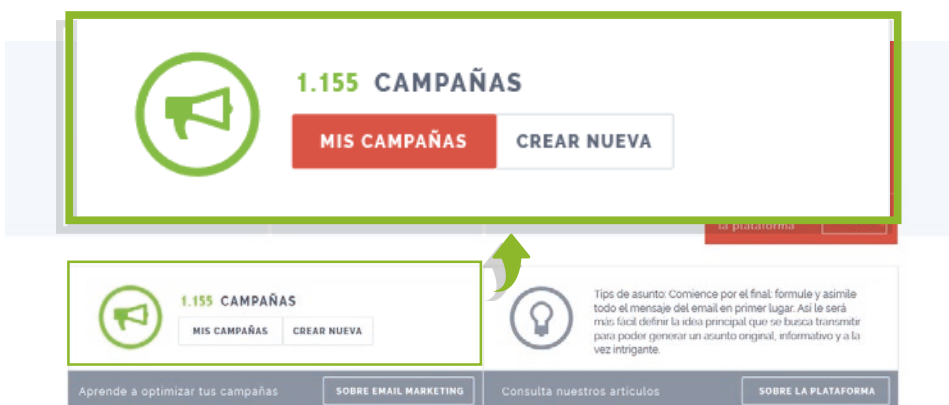 1.155 CAMPAÑAS
MIS CAMPAÑAS CREAR NUEVA
la plataforma
1.155 CAMPAÑAS
MIS CAMPAÑAS CREAR NUEVA
Tips de asunto: Comience por el final: formule y asimile
todo el mensaje del email en primer lugar. Así le será
más fácil definir la idea principal que se busca transmitir
para poder generar un asunto original, informativo y a la
vez intrigante.
Aprende a optimizar tus campañas SOBRE EMAIL MARKETING
Consulta nuestros artículos SOBRE LA PLATAFORMA